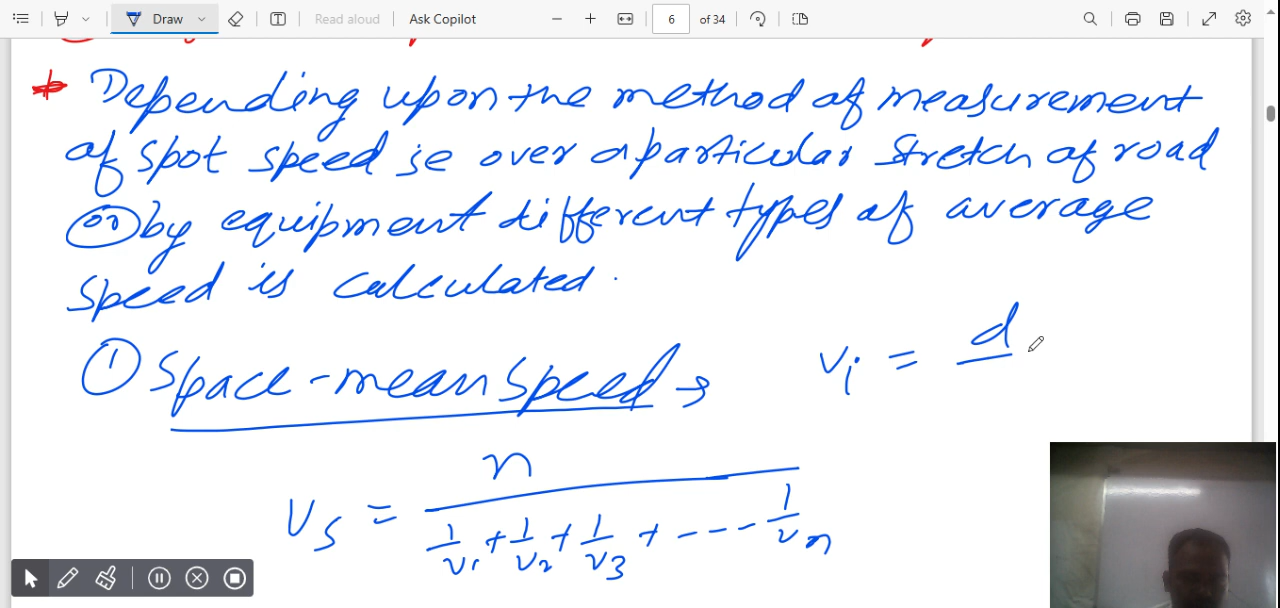 Draw
Read aloud
Ask Copilot
6 of 34
* Depending upon the method of measurement
of spot speed ie over a particular stretch of road
(or) by equipment different types of average
speed is calculated.
① Space-mean speed → Vi = d
n
Vs = 
1/v1 + 1/v2 + 1/v3 + ---- 1/vn